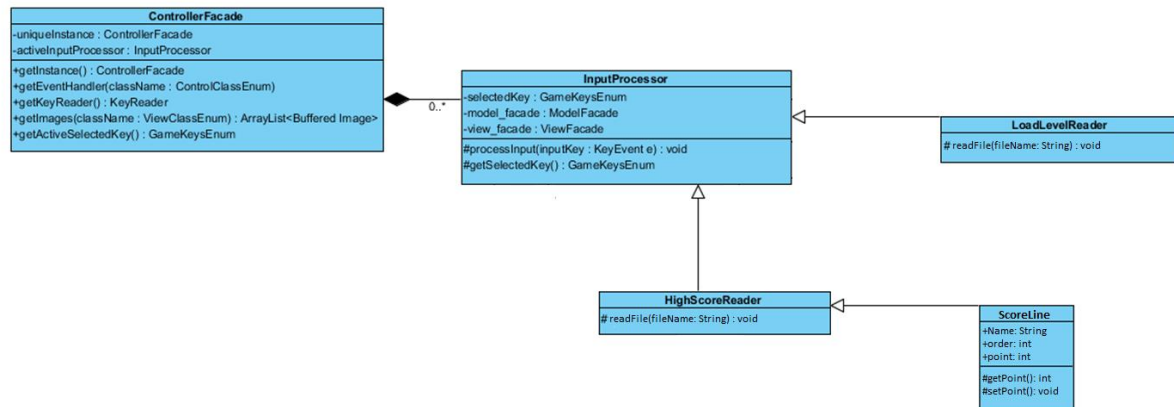 ControllerFacade
-uniqueInstance : ControllerFacade
-activeInputProcessor : InputProcessor
+getInstance() : ControllerFacade
+getEventHandler(className : ControlClassEnum)
+getKeyReader() : KeyReader
+getImages(className : ViewClassEnum) : ArrayList<Buffered Image>
+getActiveSelectedKey() : GameKeysEnum
0..*
InputProcessor
-selectedKey : GameKeysEnum
-model_facade : ModelFacade
-view_facade : ViewFacade
#processInput(inputKey : KeyEvent e) : void
#getSelectedKey() : GameKeysEnum
LoadLevelReader
# readFile(fileName: String) : void
HighScoreReader
# readFile(fileName: String) : void
ScoreLine
+Name: String
+order: int
+point: int
#getPoint(): int
#setPoint(): void